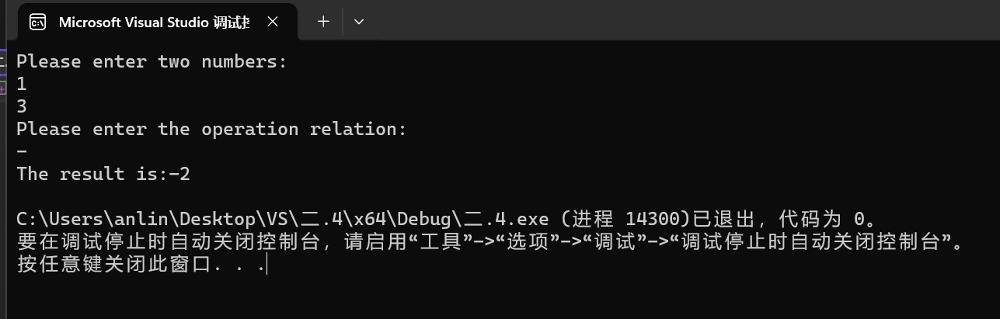 Microsoft Visual Studio 调试控
Please enter two numbers:
1
3
Please enter the operation relation:
-
The result is:-2
C:\Users\anlin\Desktop\VS\二.4\x64\Debug\二.4.exe (进程 14300)已退出，代码为 0。
要在调试停止时自动关闭控制台，请启用“工具”->“选项”->“调试”->“调试停止时自动关闭控制台”。
按任意键关闭此窗口. . .